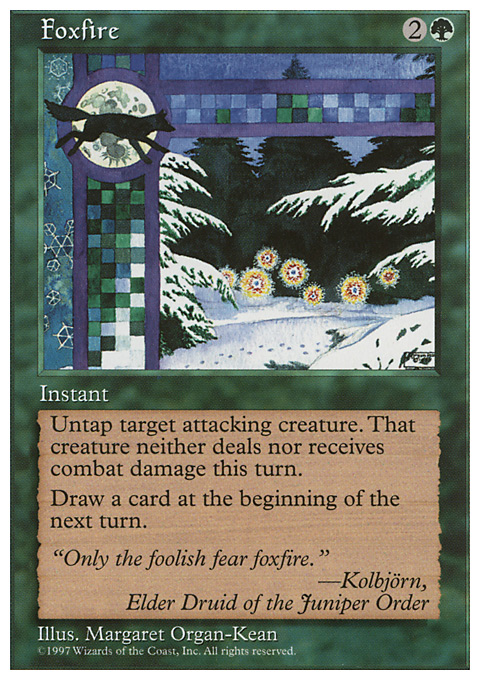 Foxfire 2
Instant
Untap target attacking creature. That
creature neither deals nor receives
combat damage this turn.
Draw a card at the beginning of the
next turn.
“Only the foolish fear foxfire.”
—Kolbjörn,
Elder Druid of the Juniper Order
Illus. Margaret Organ-Kean
©1997 Wizards of the Coast, Inc. All rights reserved.